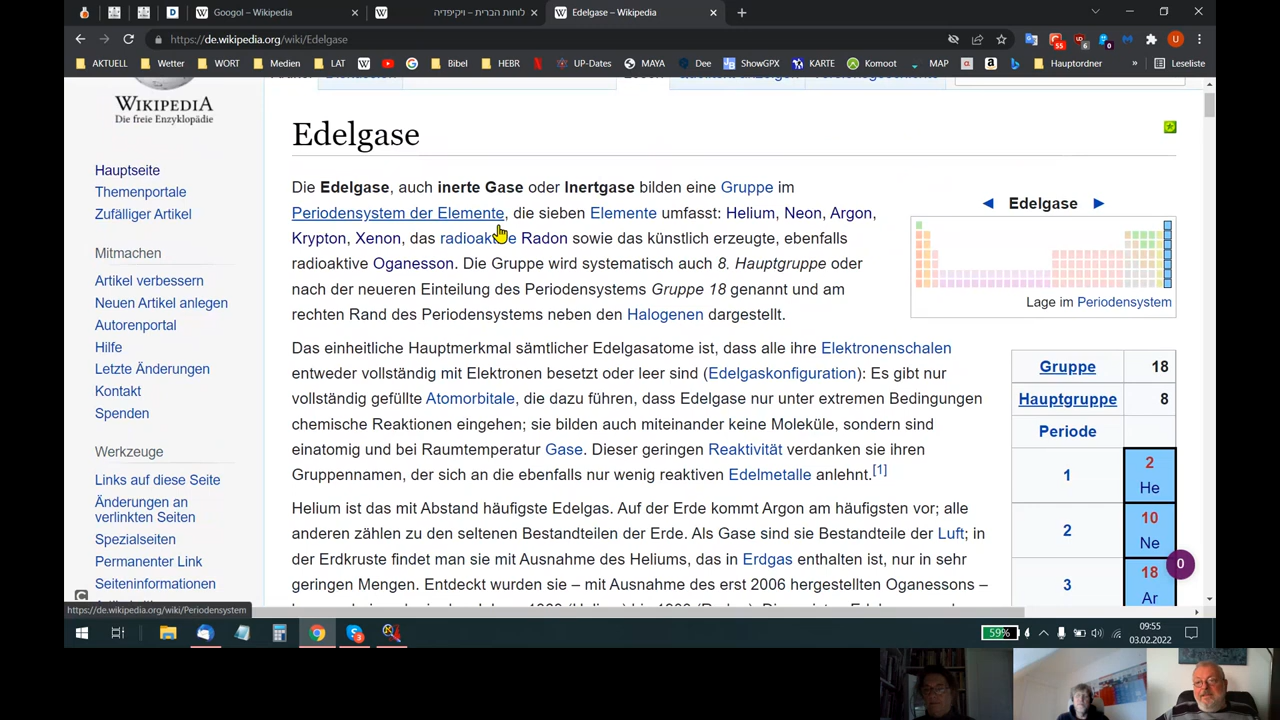 Googol – Wikipedia
לוחות הברית – ויקיפדיה
Edelgase – Wikipedia
https://de.wikipedia.org/wiki/Edelgase
55
6
0
U
AKTUELL
Wetter
WORT
Medien
LAT
Bibel
HEBR
UP-Dates
MAYA
Dee
ShowGPX
KARTE
Komoot
MAP
Hauptordner
Leseliste
WIKIPEDIA
Die freie Enzyklopädie
Hauptseite
Themenportale
Zufälliger Artikel
Mitmachen
Artikel verbessern
Neuen Artikel anlegen
Autorenportal
Hilfe
Letzte Änderungen
Kontakt
Spenden
Werkzeuge
Links auf diese Seite
Änderungen an
verlinkten Seiten
Spezialseiten
Permanenter Link
Seiteninformationen
Edelgase
Die Edelgase, auch inerte Gase oder Inertgase bilden eine Gruppe im
Periodensystem der Elemente, die sieben Elemente umfasst: Helium, Neon, Argon,
Krypton, Xenon, das radioaktive Radon sowie das künstlich erzeugte, ebenfalls
radioaktive Oganesson. Die Gruppe wird systematisch auch 8. Hauptgruppe oder
nach der neueren Einteilung des Periodensystems Gruppe 18 genannt und am
rechten Rand des Periodensystems neben den Halogenen dargestellt.
Das einheitliche Hauptmerkmal sämtlicher Edelgasatome ist, dass alle ihre Elektronenschalen
entweder vollständig mit Elektronen besetzt oder leer sind (Edelgaskonfiguration): Es gibt nur
vollständig gefüllte Atomorbitale, die dazu führen, dass Edelgase nur unter extremen Bedingungen
chemische Reaktionen eingehen; sie bilden auch miteinander keine Moleküle, sondern sind
einatomig und bei Raumtemperatur Gase. Dieser geringen Reaktivität verdanken sie ihren
Gruppennamen, der sich an die ebenfalls nur wenig reaktiven Edelmetalle anlehnt.[1]
Helium ist das mit Abstand häufigste Edelgas. Auf der Erde kommt Argon am häufigsten vor; alle
anderen zählen zu den seltenen Bestandteilen der Erde. Als Gase sind sie Bestandteile der Luft; in
der Erdkruste findet man sie mit Ausnahme des Heliums, das in Erdgas enthalten ist, nur in sehr
geringen Mengen. Entdeckt wurden sie – mit Ausnahme des erst 2006 hergestellten Oganessons –
Edelgase
Lage im Periodensystem
Gruppe 18
Hauptgruppe 8
Periode
1 2 He
2 10 Ne
3 18 Ar
0
https://de.wikipedia.org/wiki/Periodensystem
59%
09:55
03.02.2022